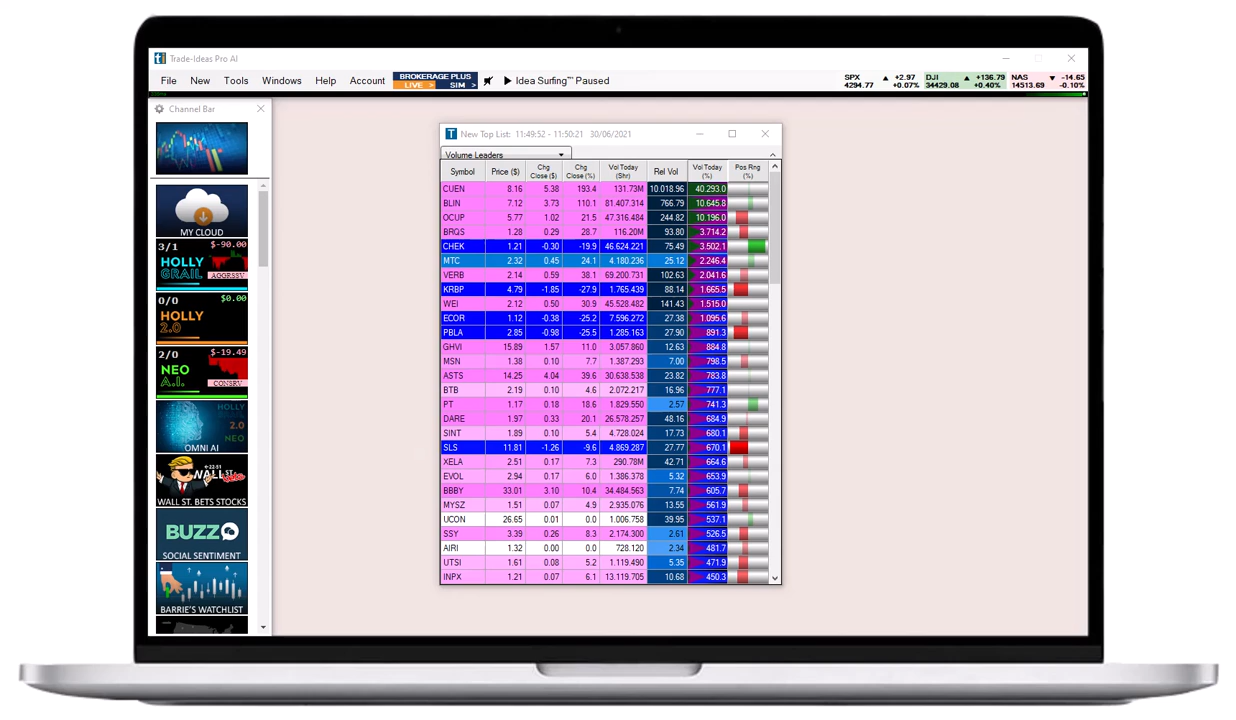 Trade-Ideas Pro AI
File New Tools Windows Help Account BROKERAGE PLUS LIVE > SIM > Idea Surfing™ Paused
SPX 4294.77 +2.97 +0.07% DJI 34429.08 +136.79 +0.40% NAS 14513.69 -14.65 -0.10%
Channel Bar
MY CLOUD
3/1 $-90.00
HOLLY
GRAIL AGGRSSV
0/0 $0.00
HOLLY
2.0
2/0 $-19.49
NEO
A.I. CONSRV
HOLLY
2.0
NEO
OMNI AI
WALL ST.
WALL ST. BETS STOCKS
BUZZ
SOCIAL SENTIMENT
BARRIE'S WATCHLIST
T New Top List: 11:49:52 - 11:50:21 30/06/2021
Volume Leaders
Symbol Price ($) Chg Close ($) Chg Close (%) Vol Today (Shr) Rel Vol Vol Today (%) Pos Rng (%)
CUEN 8.16 5.38 193.4 131.73M 10.018.96 40.293.0
BLIN 7.12 3.73 110.1 81.407.314 766.79 10.645.8
OCUP 5.77 1.02 21.5 47.316.484 244.82 10.196.0
BRQS 1.28 0.29 28.7 116.20M 93.80 3.714.2
CHEK 1.21 -0.30 -19.9 46.624.221 75.49 3.502.1
MTC 2.32 0.45 24.1 4.180.236 25.12 2.246.4
VERB 2.14 0.59 38.1 69.200.731 102.63 2.041.6
KRBP 4.79 -1.85 -27.9 1.765.439 88.14 1.665.5
WEI 2.12 0.50 30.9 45.528.482 141.43 1.515.0
ECOR 1.12 -0.38 -25.2 7.596.272 27.38 1.095.6
PBLA 2.85 -0.98 -25.5 1.285.163 27.90 891.3
GHVI 15.89 1.57 11.0 3.057.860 12.63 884.8
MSN 1.38 0.10 7.7 1.387.293 7.00 798.5
ASTS 14.25 4.04 39.6 30.638.538 23.82 783.8
BTB 2.19 0.10 4.6 2.072.217 16.96 777.1
PT 1.17 0.18 18.6 1.829.550 2.57 741.3
DARE 1.97 0.33 20.1 26.578.257 48.16 684.9
SINT 1.89 0.10 5.4 4.728.024 17.73 680.1
SLS 11.81 -1.26 -9.6 4.869.287 27.77 670.1
XELA 2.51 0.17 7.3 290.78M 42.71 664.6
EVOL 2.94 0.17 6.0 1.386.378 5.32 653.9
BBBY 33.01 3.10 10.4 34.484.563 7.74 605.7
MYSZ 1.51 0.07 4.9 2.935.076 13.55 561.9
UCON 26.65 0.01 0.0 1.006.758 39.95 537.1
SSY 3.39 0.26 8.3 2.174.300 2.61 526.5
AIRI 1.32 0.00 0.0 728.120 2.34 481.7
UTSI 1.61 0.08 5.2 1.119.490 5.35 471.9
INPX 1.21 0.07 6.1 13.119.705 10.68 450.3